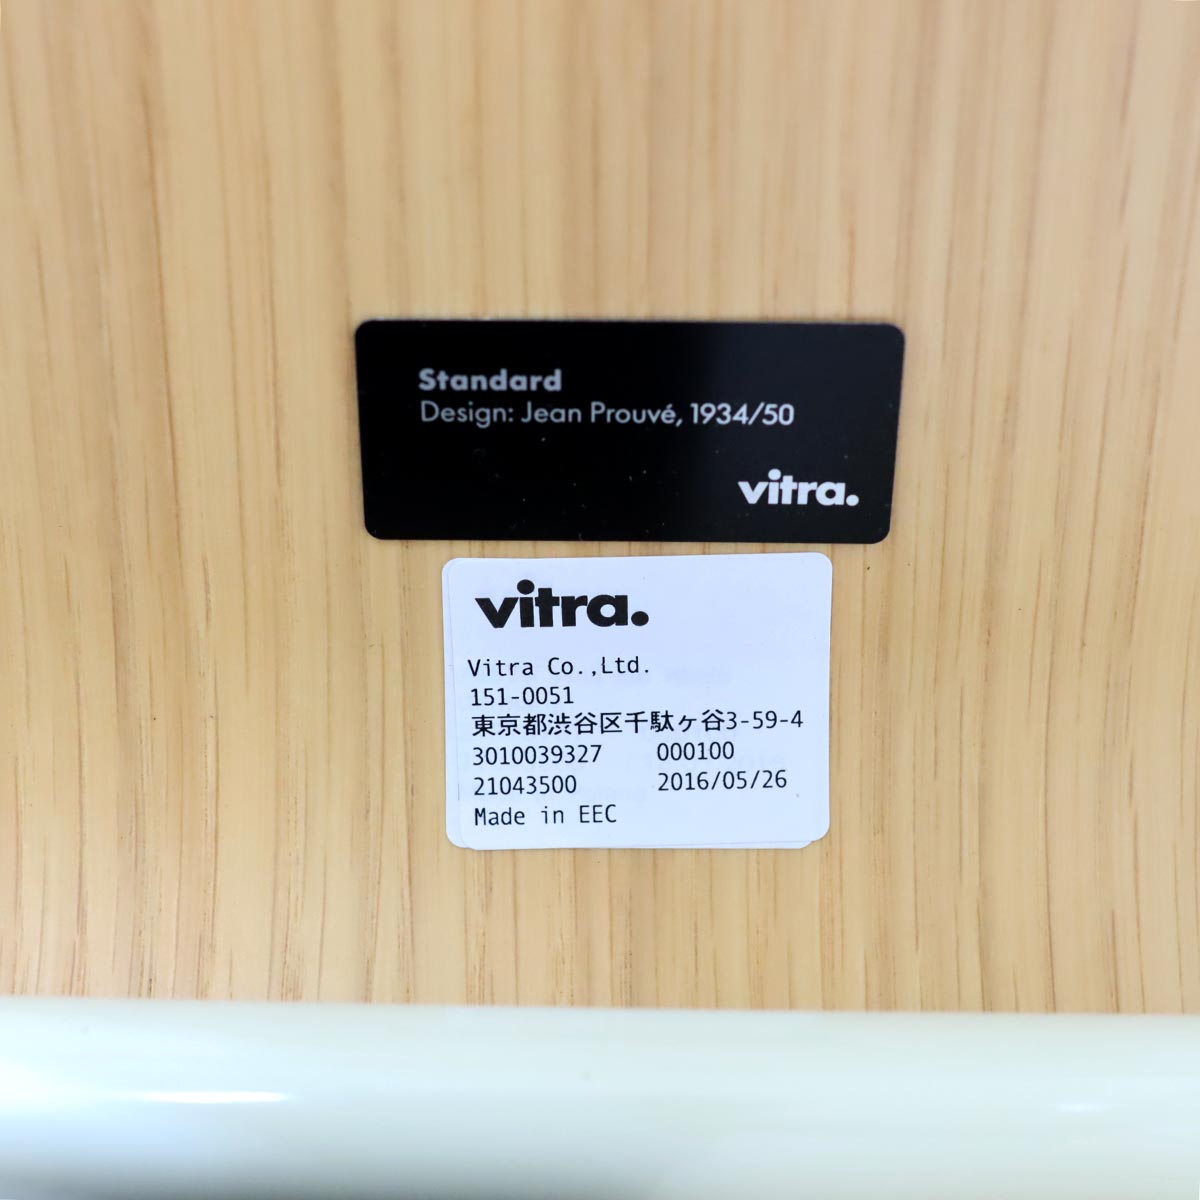 Standard
Design: Jean Prouvé, 1934/50
vitra.
vitra.
Vitra Co.,Ltd.
151-0051
東京都渋谷区千駄ヶ谷3-59-4
3010039327 000100
21043500 2016/05/26
Made in EEC